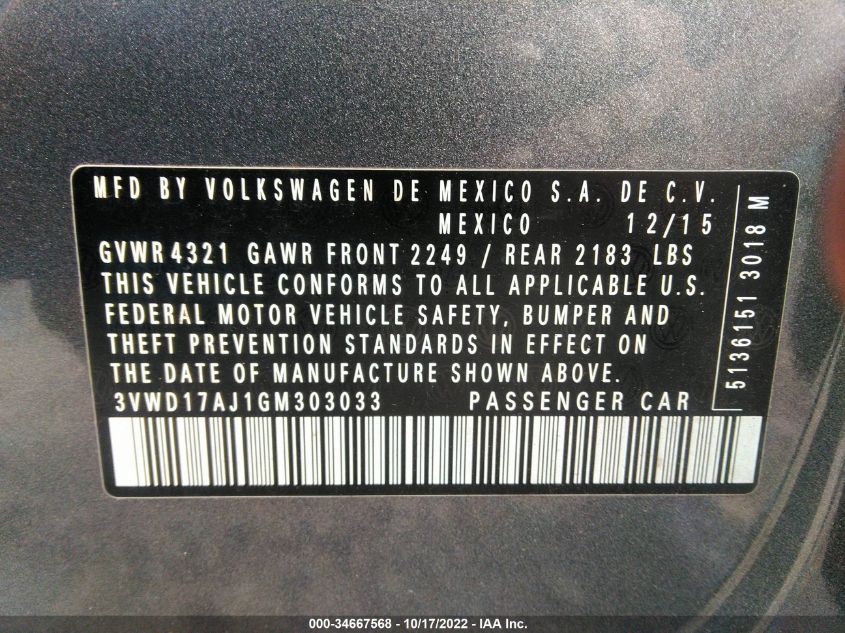 MFD BY VOLKSWAGEN DE MEXICO S.A. DE C.V.
MEXICO 12/15
GVWR 4321 GAWR FRONT 2249 / REAR 2183 LBS
THIS VEHICLE CONFORMS TO ALL APPLICABLE U.S.
FEDERAL MOTOR VEHICLE SAFETY, BUMPER AND
THEFT PREVENTION STANDARDS IN EFFECT ON
THE DATE OF MANUFACTURE SHOWN ABOVE.
3VWD17AJ1GM303033 PASSENGER CAR
5136151 3018 M
000-34667568 - 10/17/2022 - IAA Inc.